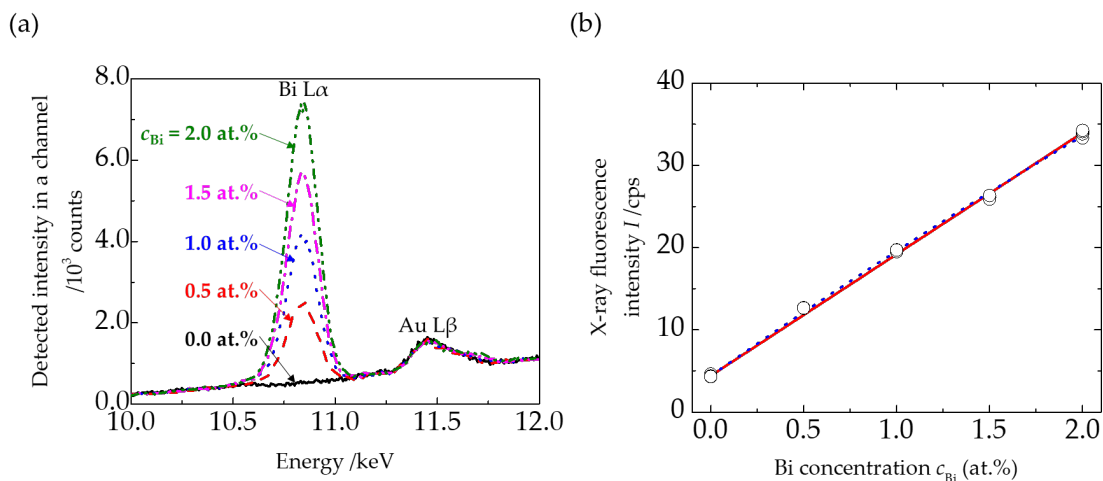 (a)
(b)
Detected intensity in a channel
/10³ counts
8.0
6.0
4.0
2.0
0.0
Bi Lα
c_Bi = 2.0 at.%
1.5 at.%
1.0 at.%
0.5 at.%
0.0 at.%
Au Lβ
10.0 10.5 11.0 11.5 12.0
Energy /keV
X-ray fluorescence
intensity I /cps
40
30
20
10
0
0.0 0.5 1.0 1.5 2.0
Bi concentration c_Bi (at.%)